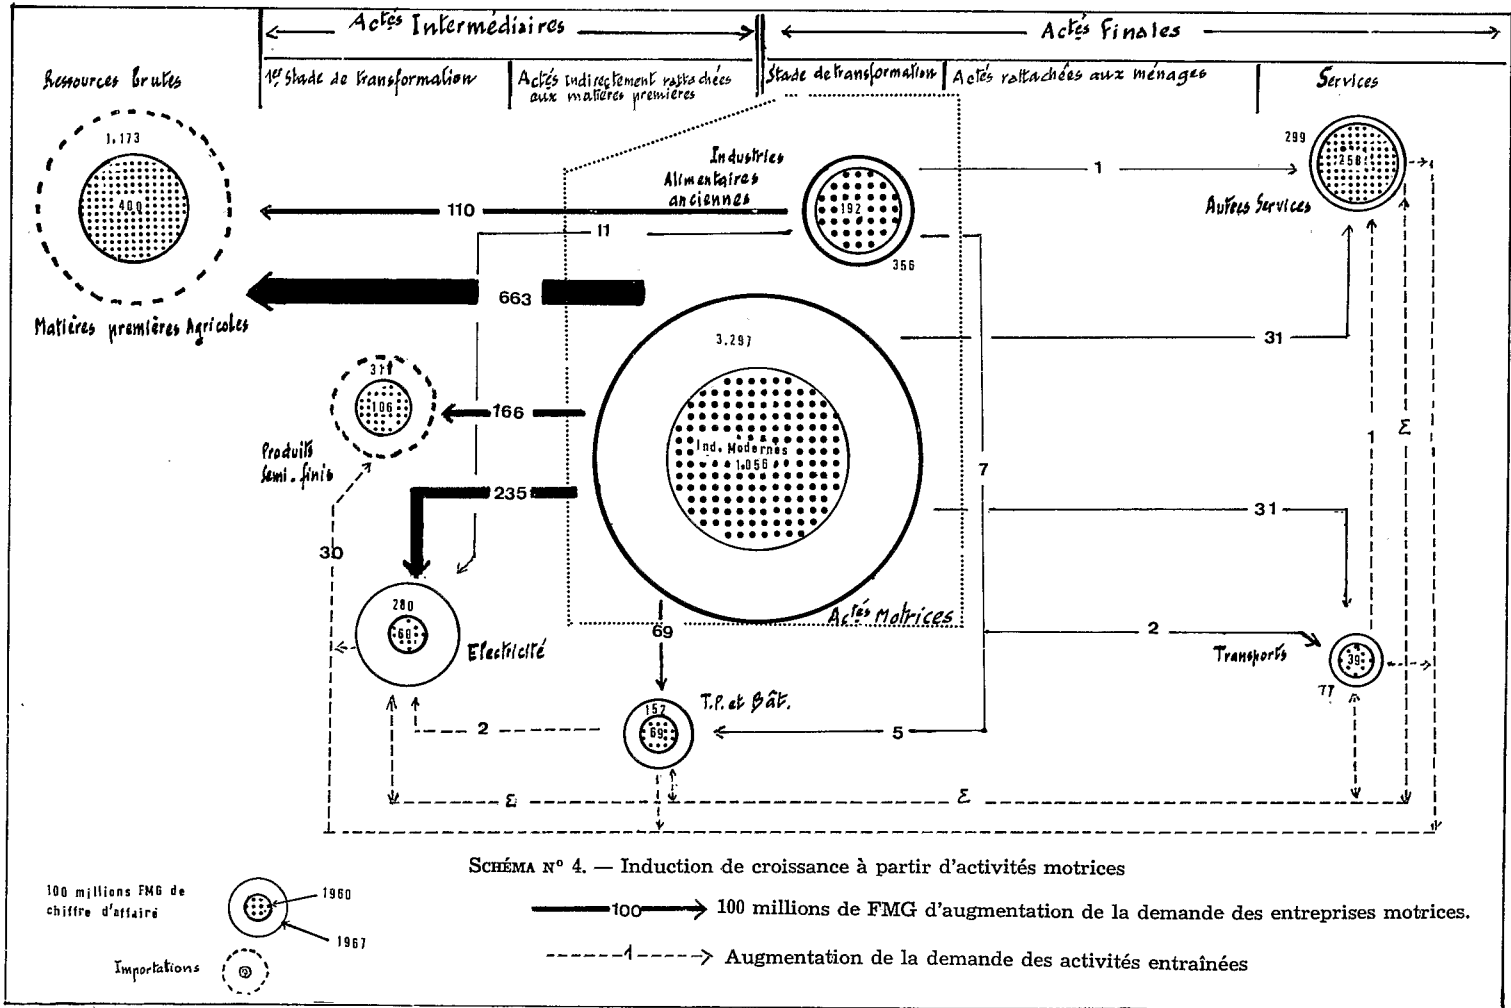 Actés Intermédiaires
Actés Finales
Ressources brutes
1er Stade de transformation
Actés indirectement rattachées
aux matières premières
Stade de transformation
Actés rattachées aux ménages
Services
1.173
400
Matières premières Agricoles
110
11
663
Industries
Alimentaires
anciennes
192
356
1
299
258
Autres Services
31
3.297
Ind. Modernes
1.056
106
Produits
Semi-finis
166
235
30
7
31
1
Σ
280
60
Electricité
69
Actés Motrices
2
Transports
39
77
T.P. et Bât.
152
69
2
5
Σ
Σ
SCHÉMA N° 4. — Induction de croissance à partir d'activités motrices
100 millions FMG de
chiffre d'affaire
1960
1967
Importations
100 100 millions de FMG d'augmentation de la demande des entreprises motrices.
1 Augmentation de la demande des activités entraînées